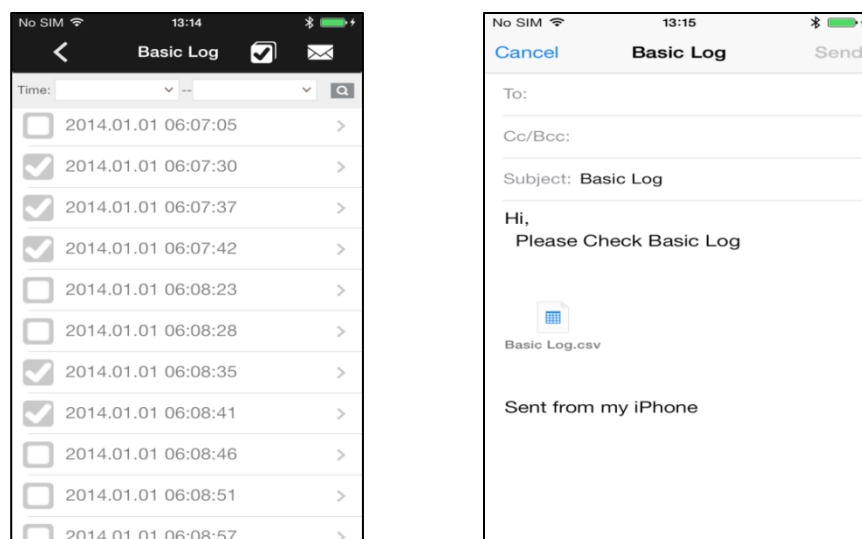 No SIM 13:14
Basic Log
Time: --
2014.01.01 06:07:05
2014.01.01 06:07:30
2014.01.01 06:07:37
2014.01.01 06:07:42
2014.01.01 06:08:23
2014.01.01 06:08:28
2014.01.01 06:08:35
2014.01.01 06:08:41
2014.01.01 06:08:46
2014.01.01 06:08:51
2014.01.01 06:08:57
No SIM 13:15
Cancel Basic Log Send
To:
Cc/Bcc:
Subject: Basic Log
Hi,
Please Check Basic Log
Basic Log.csv
Sent from my iPhone